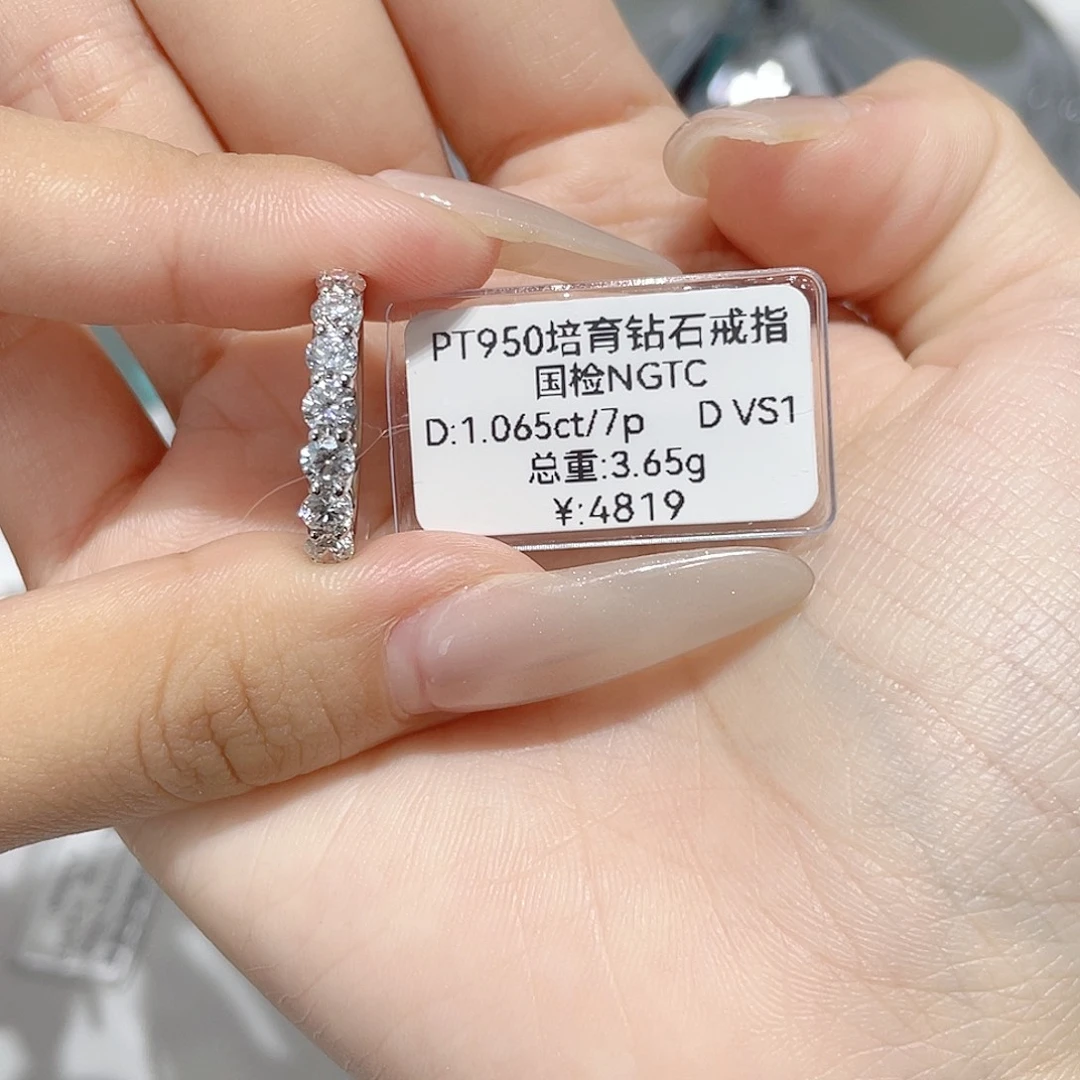 PT950培育钻石戒指
国检NGTC
D:1.065ct/7p D VS1
总重:3.65g
¥:4819